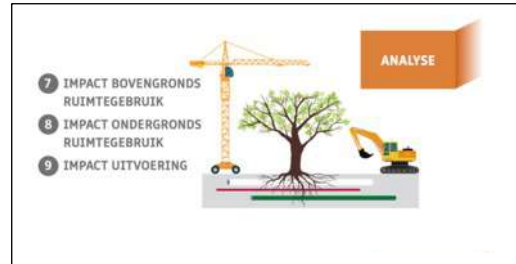 7 IMPACT BOVENGRONDS
RUIMTEGEBRUIK
8 IMPACT ONDERGRONDS
RUIMTEGEBRUIK
9 IMPACT UITVOERING
ANALYSE